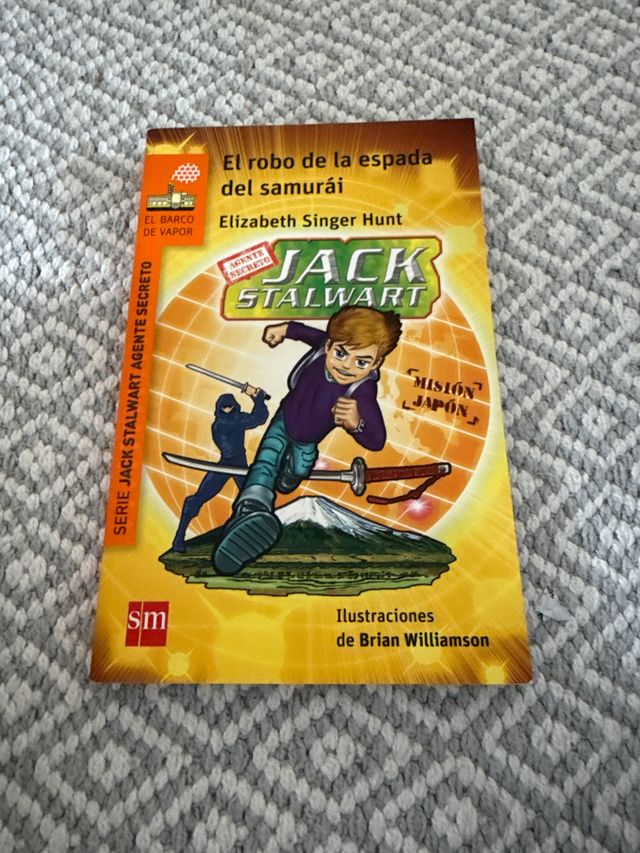 El robo de la espada
del samurái
Elizabeth Singer Hunt
EL BARCO
DE VAPOR
AGENTE
SECRETO
JACK
STALWART
MISIÓN
JAPÓN
SERIE JACK STALWART AGENTE SECRETO
sm
Ilustraciones
de Brian Williamson